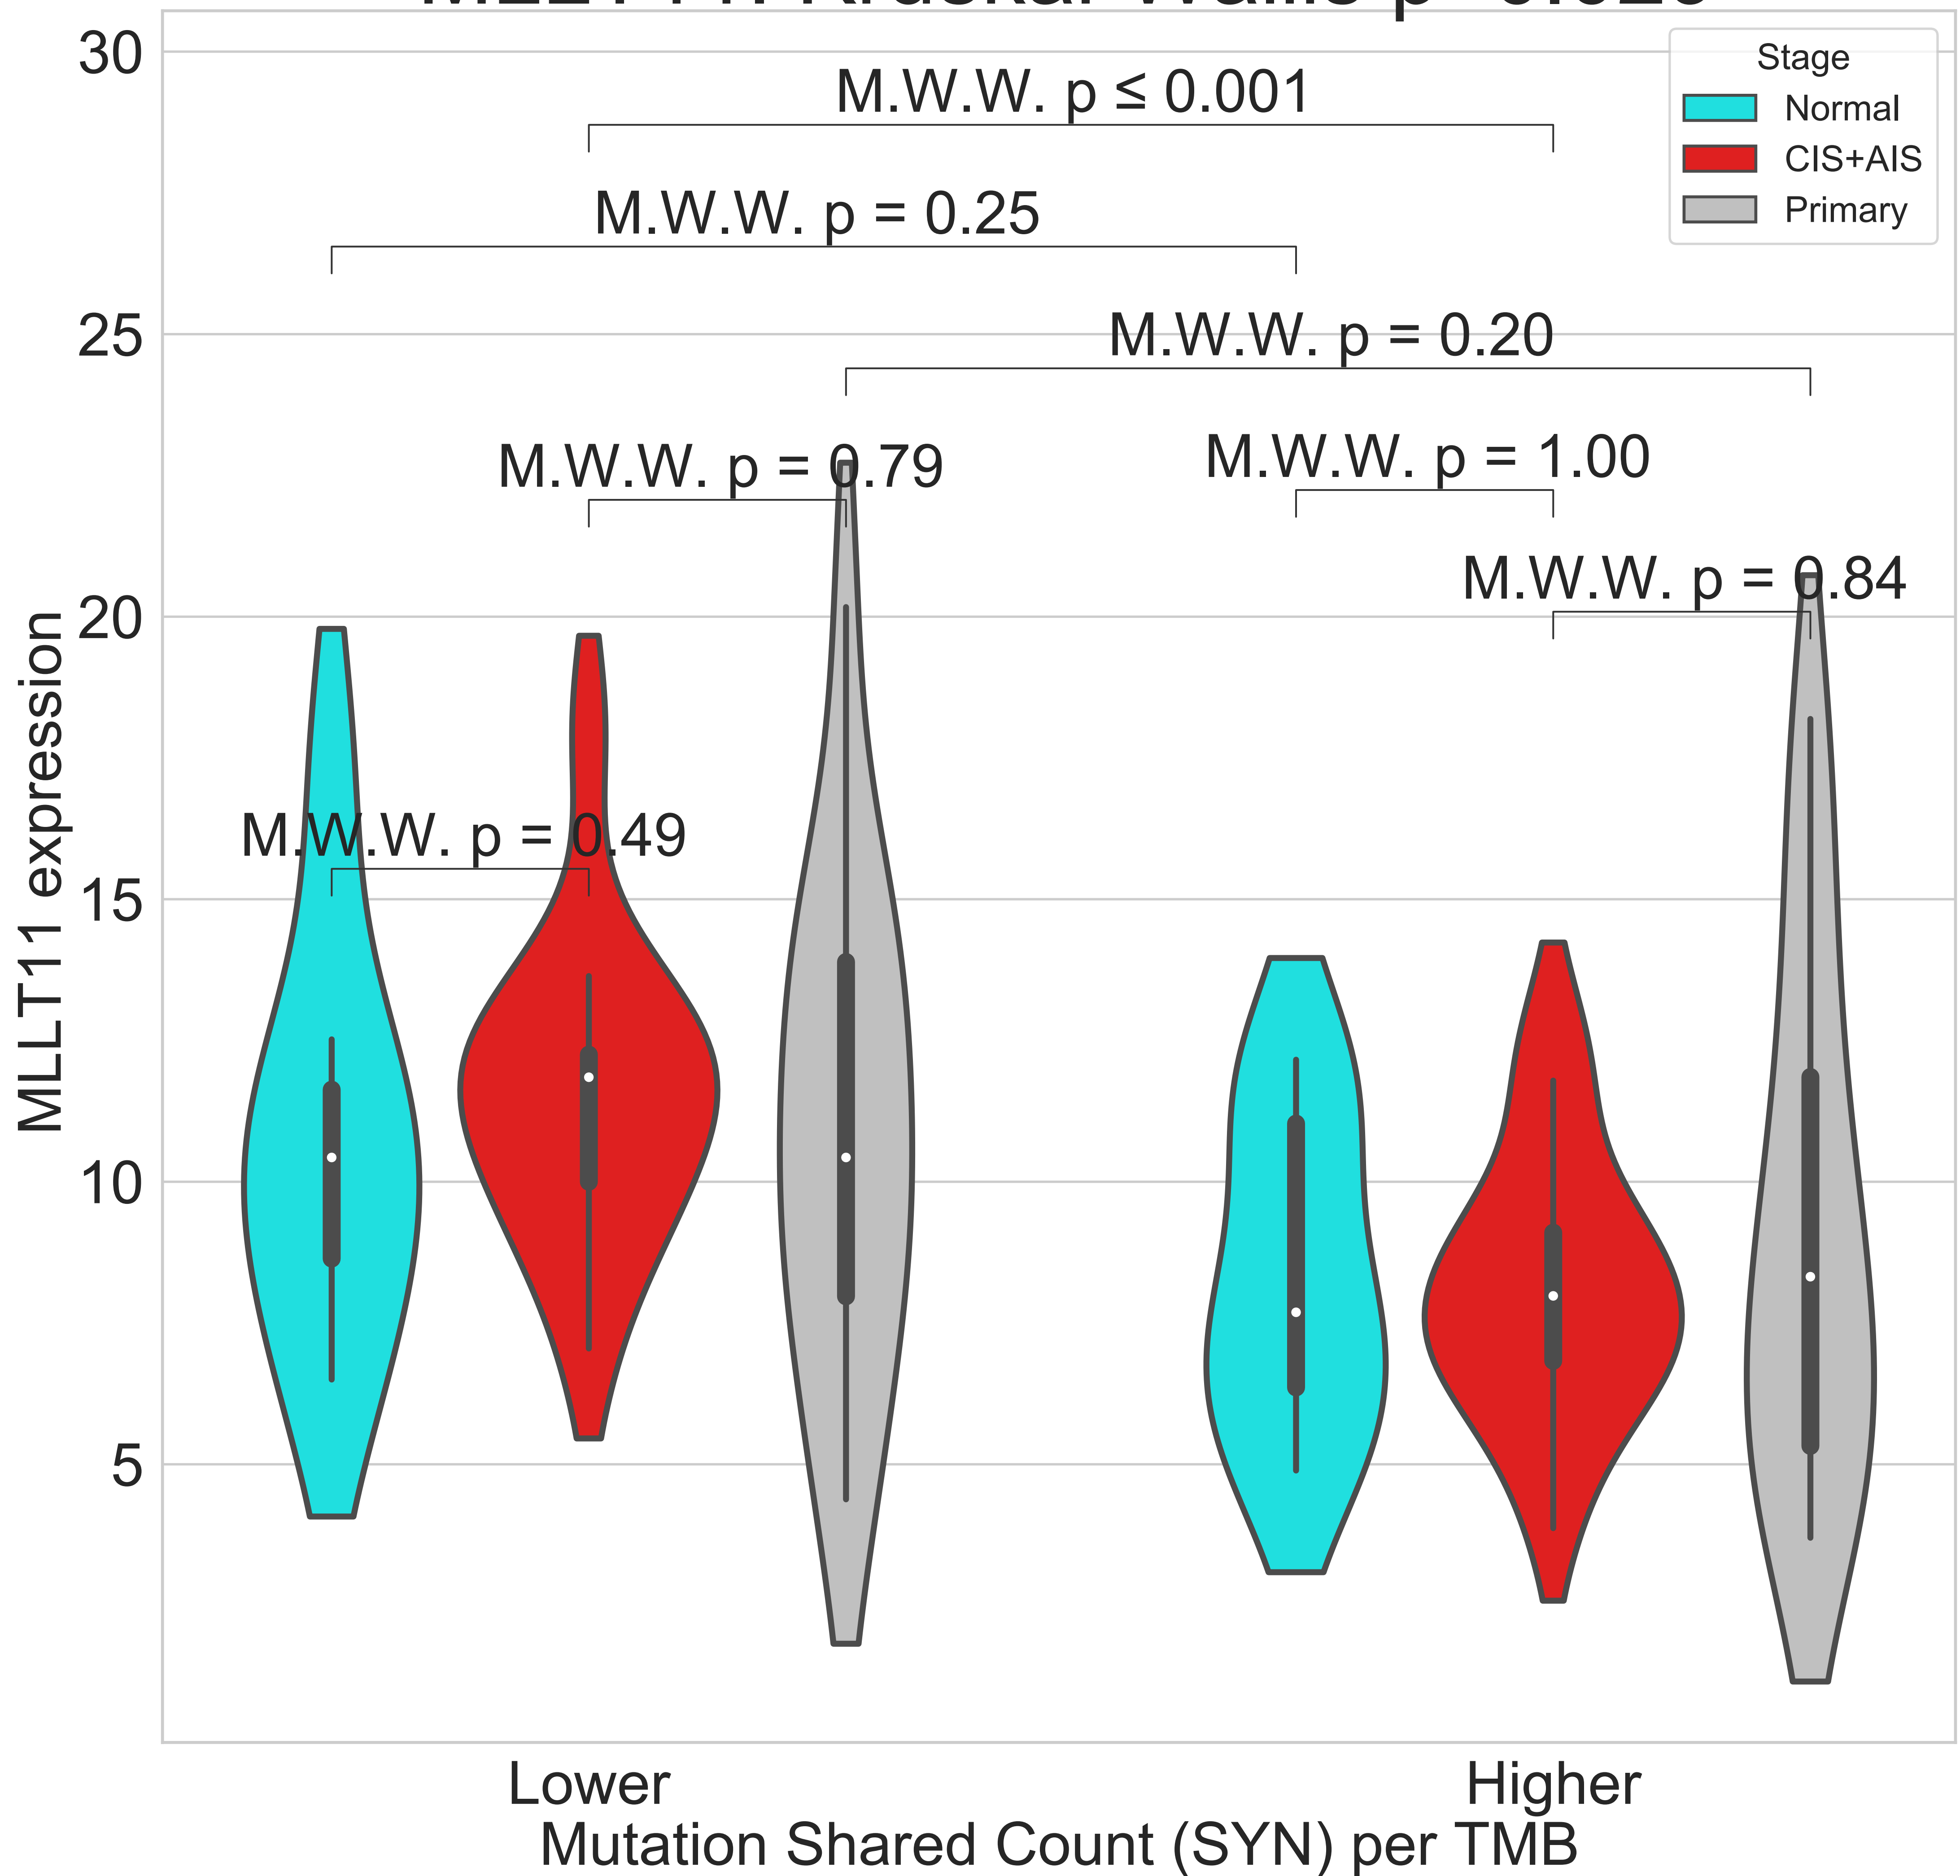 30
Stage
M.W.W. p ≤ 0.001
Normal
CIS+AIS
Primary
M.W.W. p = 0.25
25
M.W.W. p = 0.20
M.W.W. p = 0.79
M.W.W. p = 1.00
M.W.W. p = 0.84
20
MLLT11 expression
M.W.W. p = 0.49
15
10
5
Lower
Higher
Mutation Shared Count (SYN) per TMB